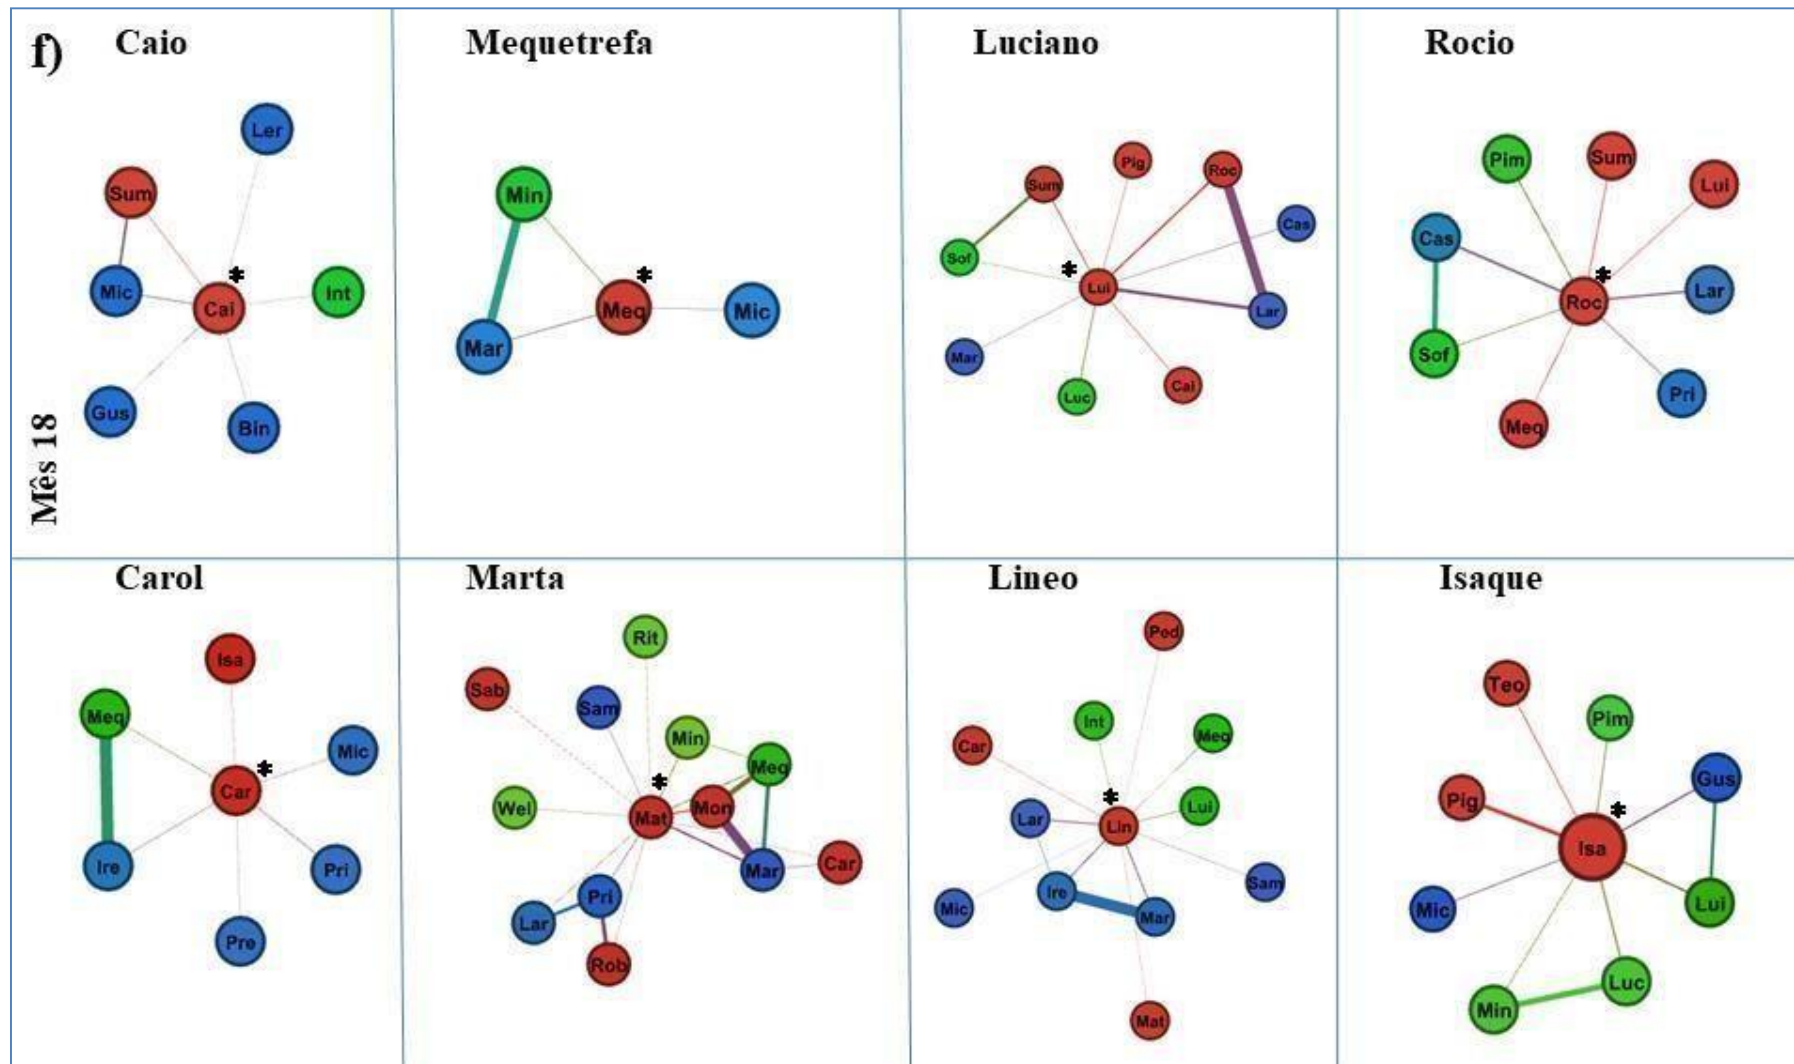 f)
Caio
Mequetrefa
Luciano
Rocio
Mês 18
Ler
Sum
Mic
Cai
*
Int
Gus
Bin
Min
Meq
*
Mic
Mar
Pig
Roc
Sum
Cas
Sof
*
Lui
Lar
Mar
Luc
Cai
Pim
Sum
Lui
Cas
*
Roc
Lar
Sof
Pri
Meq
Carol
Marta
Lineo
Isaque
Isa
Meq
Mic
*
Car
Ire
Pri
Pre
Rit
Sab
Sam
Min
Meq
*
Wel
Mat
Mon
Car
Mar
Pri
Lar
Rob
Ped
Int
Meq
Car
*
Lui
Lar
Lin
Ire
Sam
Mic
Mar
Mat
Teo
Pim
Gus
Pig
*
Isa
Mic
Lui
Luc
Min